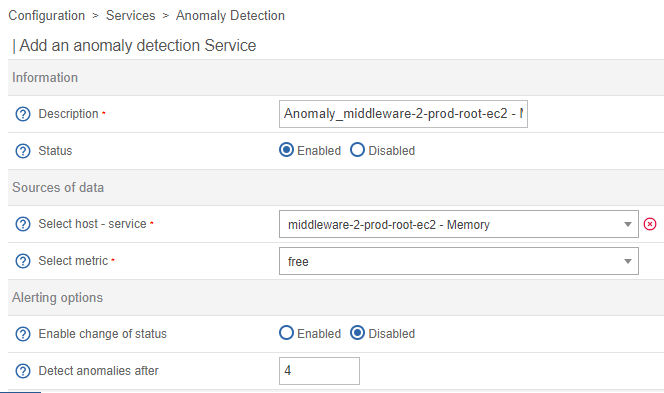 Configuration > Services > Anomaly Detection
| Add an anomaly detection Service
Information
? Description * Anomaly_middleware-2-prod-root-ec2 -
? Status Enabled Disabled
Sources of data
? Select host - service * middleware-2-prod-root-ec2 - Memory
? Select metric * free
Alerting options
? Enable change of status Enabled Disabled
? Detect anomalies after 4